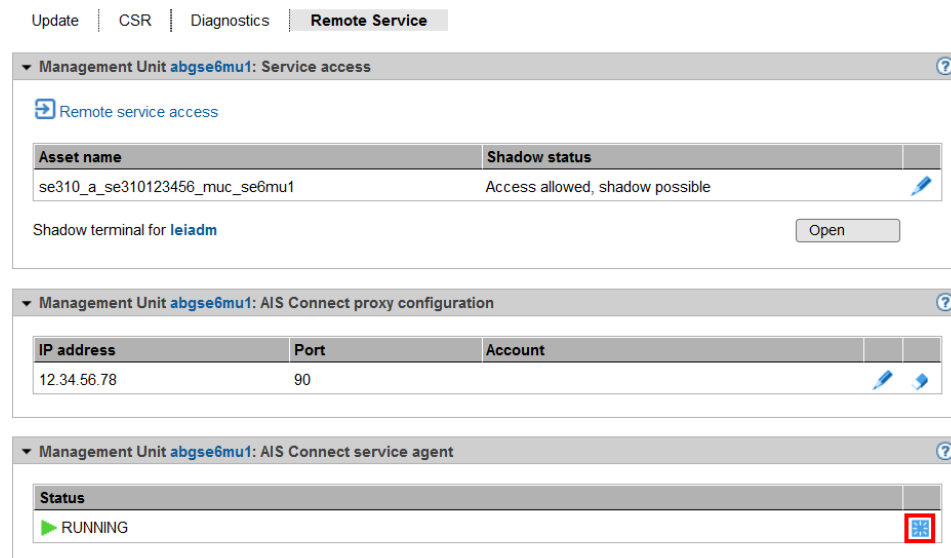 Update CSR Diagnostics Remote Service
Management Unit abgse6mu1: Service access
Remote service access
Asset name Shadow status
se310_a_se310123456_muc_se6mu1 Access allowed, shadow possible
Shadow terminal for leiadm Open
Management Unit abgse6mu1: AIS Connect proxy configuration
IP address Port Account
12.34.56.78 90
Management Unit abgse6mu1: AIS Connect service agent
Status
RUNNING